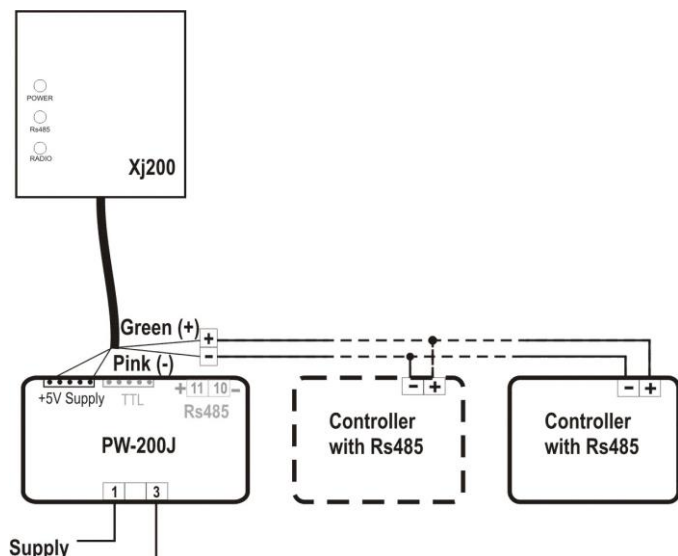 POWER
Rs485
RADIO
Xj200
Green (+)
+
Pink (-)
-
+5V Supply
TTL
+ 11 10 -
Rs485
PW-200J
1 3
Supply
- +
Controller
with Rs485
- +
Controller
with Rs485